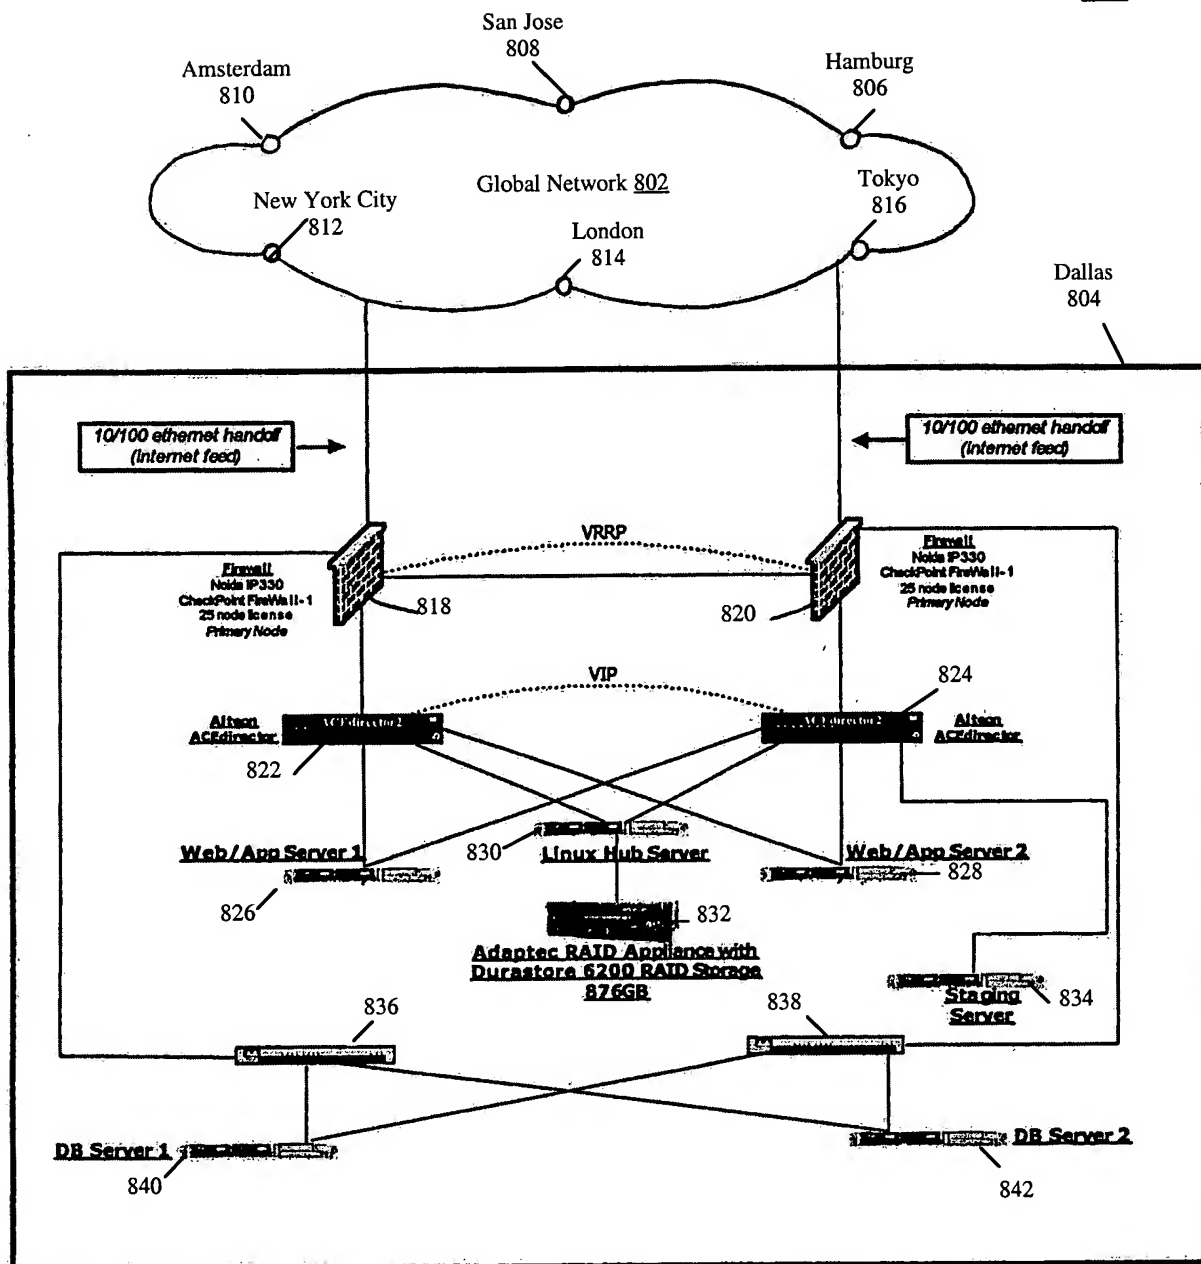 San Jose
808
Amsterdam
810
Hamburg
806
Global Network 802
New York City
812
Tokyo
816
London
814
Dallas
804
10/100 ethernet handoff
(Internet feed)
10/100 ethernet handoff
(Internet feed)
VRRP
Firewall
Nokia IP330
CheckPoint FireWall-1
25 node license
Primary Node
818
820
Firewall
Nokia IP330
CheckPoint FireWall-1
25 node license
Primary Node
VIP
824
Alteon
ACEdirector
ACEdirector2
ACEdirector2
Alteon
ACEdirector
822
Web/App Server 1
830
Linux Hub Server
Web/App Server 2
828
826
832
Adaptec RAID Appliance with
Durastore 6200 RAID Storage
876GB
834
Staging
Server
836
838
DB Server 1
DB Server 2
840
842